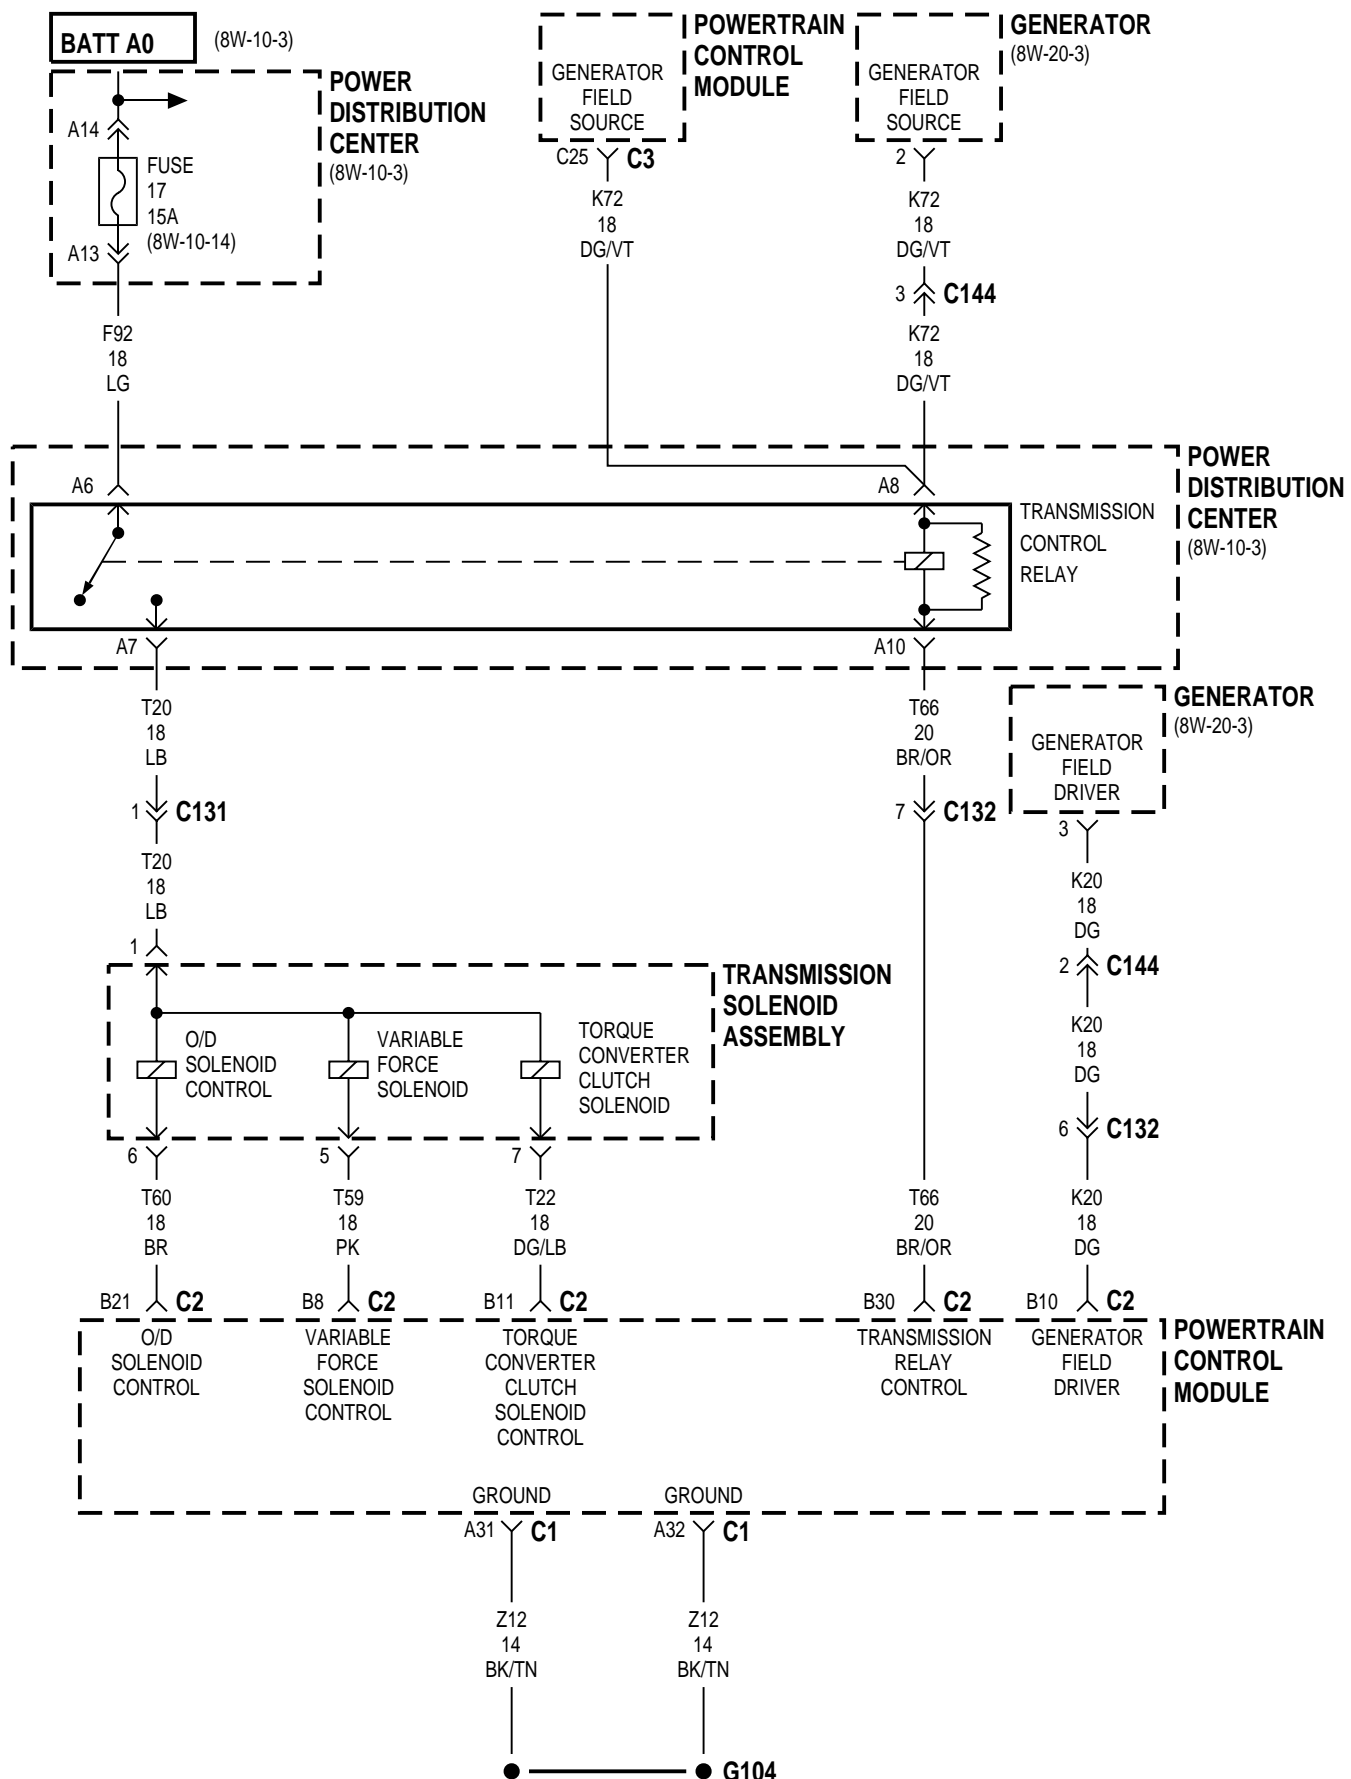 BATT A0
(8W-10-3)
POWER
DISTRIBUTION
CENTER
(8W-10-3)
A14
FUSE
17
15A
(8W-10-14)
A13
F92
18
LG
POWERTRAIN
CONTROL
MODULE
GENERATOR
FIELD
SOURCE
C25
C3
K72
18
DG/VT
GENERATOR
(8W-20-3)
GENERATOR
FIELD
SOURCE
2
K72
18
DG/VT
3
C144
K72
18
DG/VT
POWER
DISTRIBUTION
CENTER
(8W-10-3)
A6
A8
TRANSMISSION
CONTROL
RELAY
A7
A10
T20
18
LB
1
C131
T20
18
LB
1
T66
20
BR/OR
7
C132
GENERATOR
(8W-20-3)
GENERATOR
FIELD
DRIVER
3
K20
18
DG
2
C144
K20
18
DG
6
C132
TRANSMISSION
SOLENOID
ASSEMBLY
O/D
SOLENOID
CONTROL
VARIABLE
FORCE
SOLENOID
TORQUE
CONVERTER
CLUTCH
SOLENOID
6
5
7
T60
18
BR
T59
18
PK
T22
18
DG/LB
T66
20
BR/OR
K20
18
DG
B21
C2
B8
C2
B11
C2
B30
C2
B10
C2
POWERTRAIN
CONTROL
MODULE
O/D
SOLENOID
CONTROL
VARIABLE
FORCE
SOLENOID
CONTROL
TORQUE
CONVERTER
CLUTCH
SOLENOID
CONTROL
TRANSMISSION
RELAY
CONTROL
GENERATOR
FIELD
DRIVER
GROUND
GROUND
A31
C1
A32
C1
Z12
14
BK/TN
Z12
14
BK/TN
G104